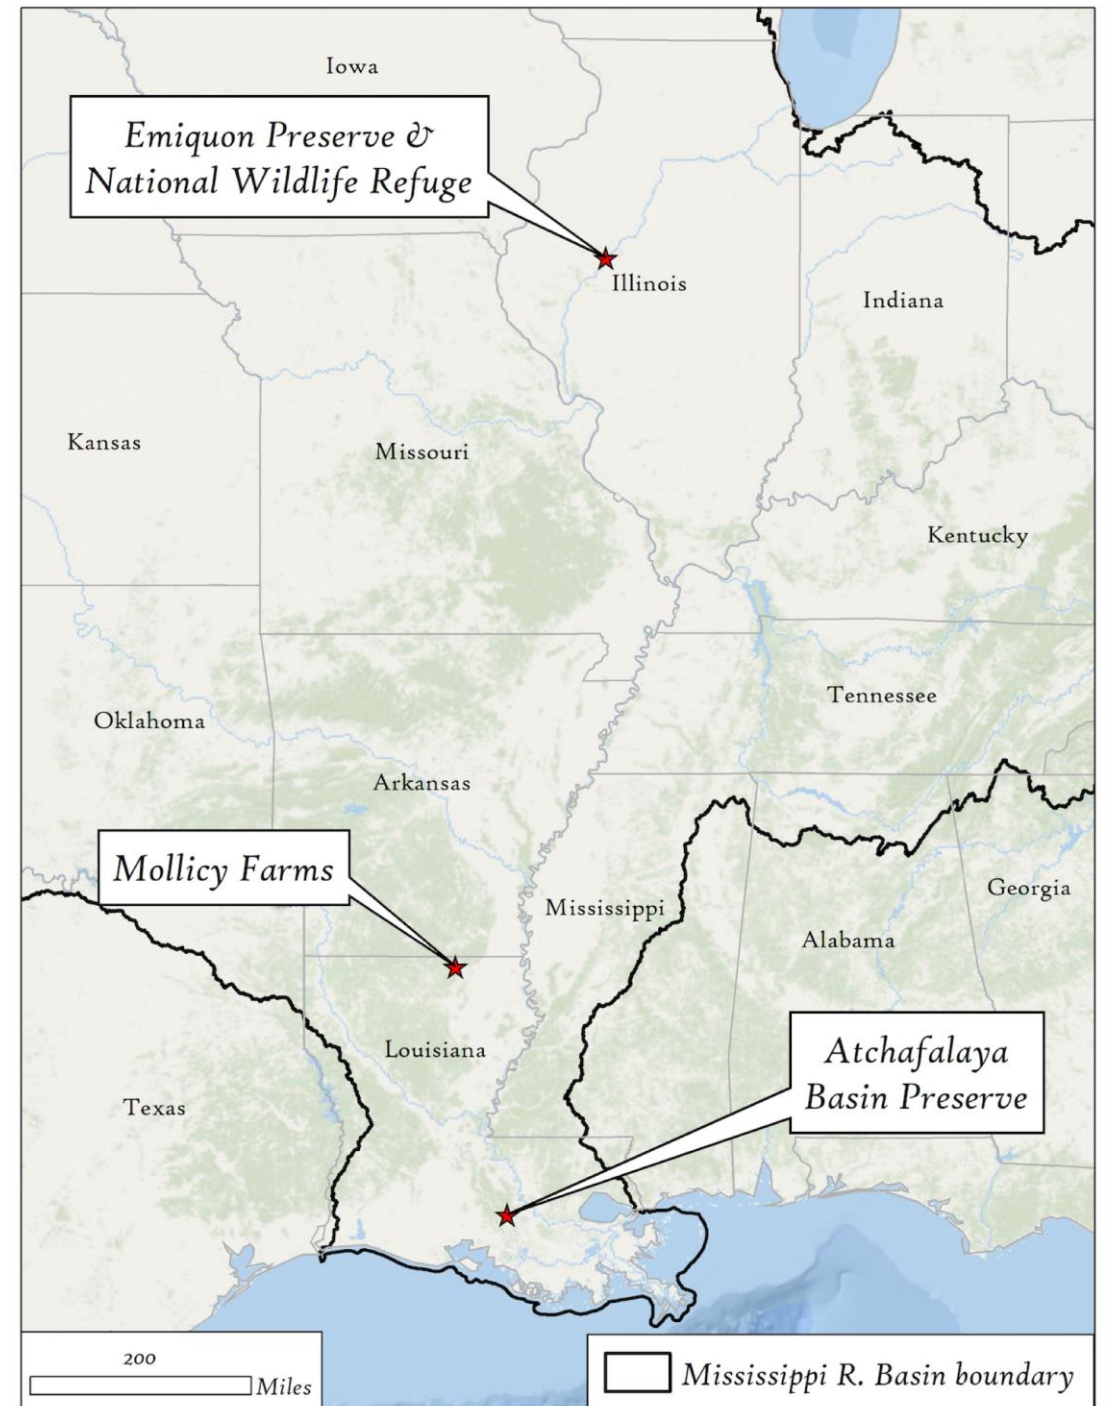 Iowa
Emiquon Preserve &
National Wildlife Refuge
Illinois
Indiana
Kansas
Missouri
Kentucky
Tennessee
Oklahoma
Arkansas
Mollicy Farms
Mississippi
Georgia
Alabama
Louisiana
Atchafalaya
Basin Preserve
Texas
200
Miles
Mississippi R. Basin boundary